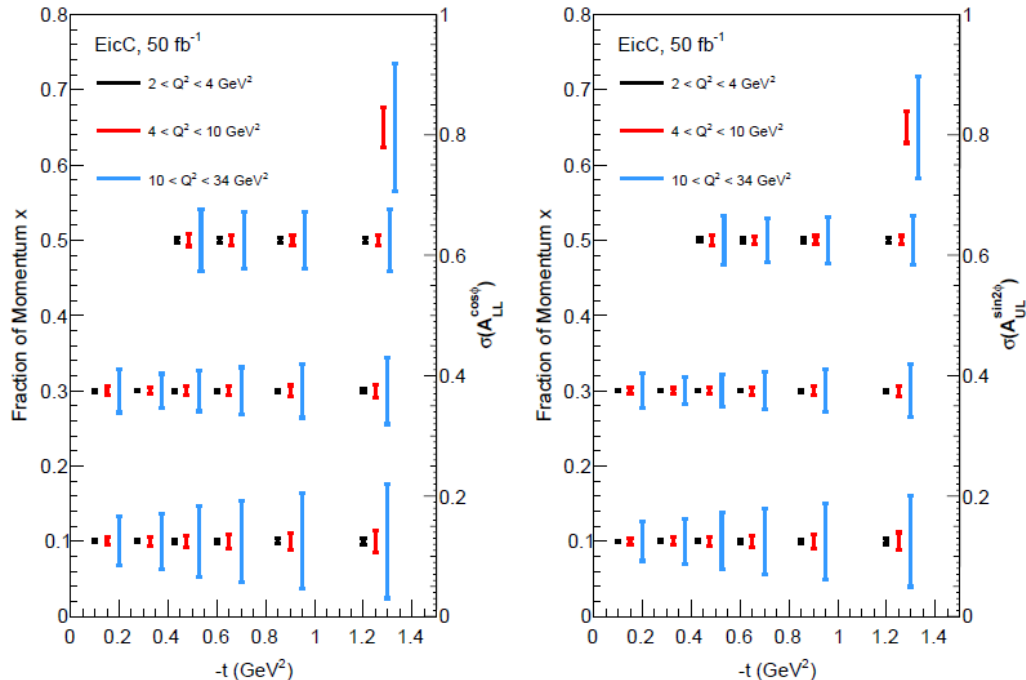 EicC, 50 fb⁻¹
2 < Q² < 4 GeV²
4 < Q² < 10 GeV²
10 < Q² < 34 GeV²
Fraction of Momentum x
0.8
0.7
0.6
0.5
0.4
0.3
0.2
0.1
0
0 0.2 0.4 0.6 0.8 1 1.2 1.4
-t (GeV²)
1
0.8
0.6
0.4
0.2
0
σ(A_LL^cosϕ)
EicC, 50 fb⁻¹
2 < Q² < 4 GeV²
4 < Q² < 10 GeV²
10 < Q² < 34 GeV²
Fraction of Momentum x
0.8
0.7
0.6
0.5
0.4
0.3
0.2
0.1
0
0 0.2 0.4 0.6 0.8 1 1.2 1.4
-t (GeV²)
1
0.8
0.6
0.4
0.2
0
σ(A_UL^sin2ϕ)